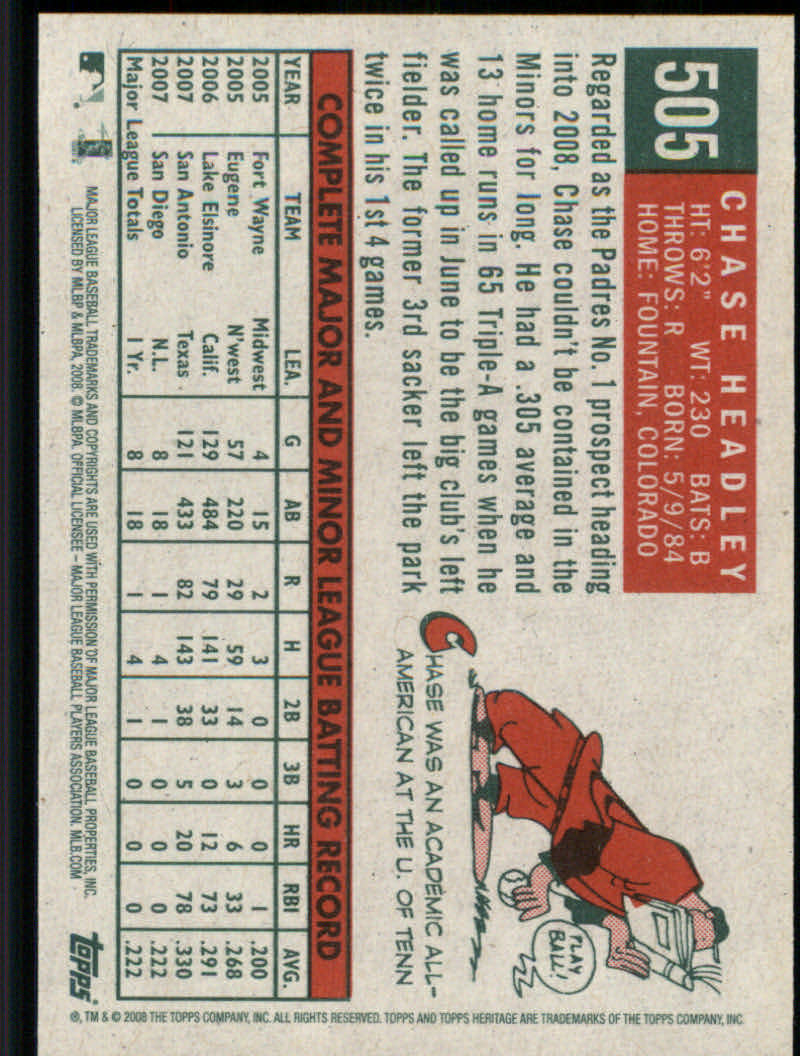 505
CHASE HEADLEY
HT: 6'2" WT: 230 BATS: B
THROWS: R BORN: 5/9/84
HOME: FOUNTAIN, COLORADO
Regarded as the Padres No. 1 prospect heading
into 2008, Chase couldn't be contained in the
Minors for long. He had a .305 average and
13 home runs in 65 Triple-A games when he
was called up in June to be the big club's left
fielder. The former 3rd sacker left the park
twice in his 1st 4 games.
PLAY
BALL!
CHASE WAS AN ACADEMIC ALL-
AMERICAN AT THE U. OF TENN
COMPLETE MAJOR AND MINOR LEAGUE BATTING RECORD
YEAR TEAM LEA. G AB R H 2B 3B HR RBI AVG.
2005 Fort Wayne Midwest 4 15 2 3 0 0 0 1 .200
2005 Eugene N'west 57 220 29 59 14 3 6 33 .268
2006 Lake Elsinore Calif. 129 484 79 141 33 0 12 73 .291
2007 San Antonio Texas 121 433 82 143 38 5 20 78 .330
2007 San Diego N.L. 8 18 1 4 1 0 0 0 .222
Major League Totals 1 Yr. 8 18 1 4 1 0 0 0 .222
MAJOR LEAGUE BASEBALL TRADEMARKS AND COPYRIGHTS ARE USED WITH PERMISSION OF MAJOR LEAGUE BASEBALL PROPERTIES, INC.
LICENSED BY MLBP & MLBPA, 2008. © MLBPA. OFFICIAL LICENSEE – MAJOR LEAGUE BASEBALL PLAYERS ASSOCIATION. MLB.COM
topps
®, TM & © 2008 THE TOPPS COMPANY, INC. ALL RIGHTS RESERVED. TOPPS AND TOPPS HERITAGE ARE TRADEMARKS OF THE TOPPS COMPANY, INC.